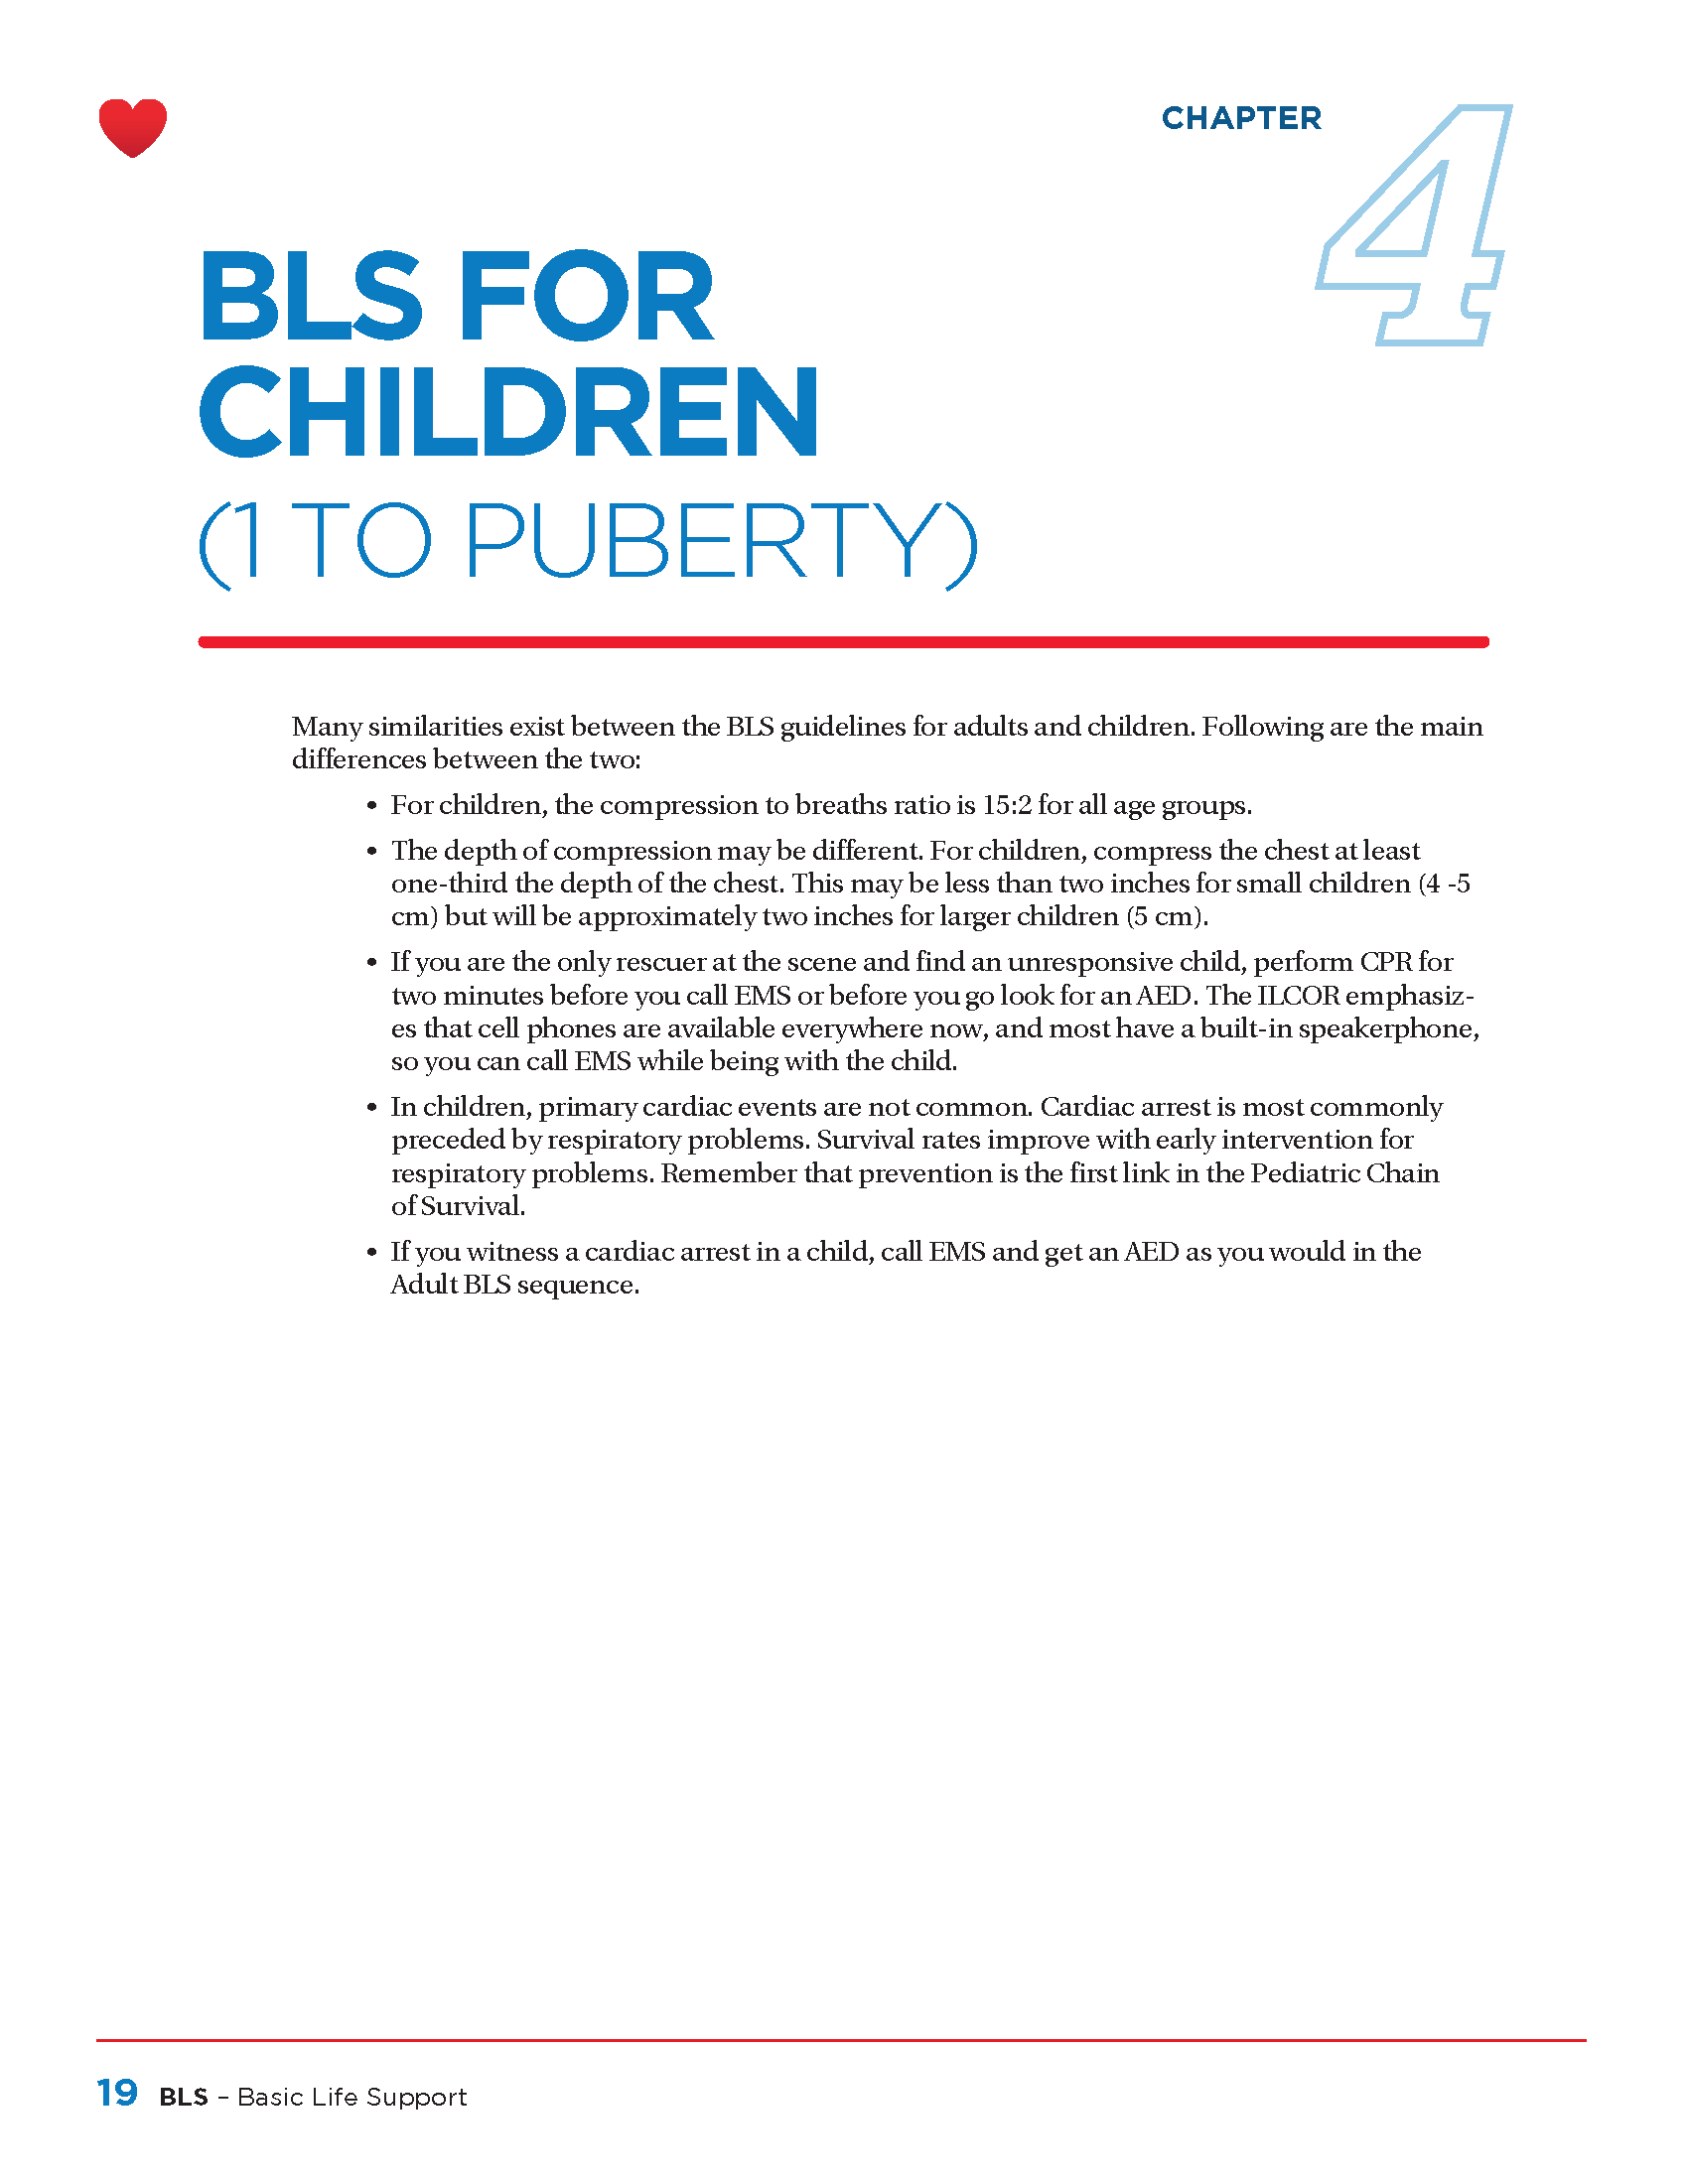 CHAPTER 4
BLS FOR
CHILDREN
(1 TO PUBERTY)
Many similarities exist between the BLS guidelines for adults and children. Following are the main
differences between the two:
• For children, the compression to breaths ratio is 15:2 for all age groups.
• The depth of compression may be different. For children, compress the chest at least
one-third the depth of the chest. This may be less than two inches for small children (4 -5
cm) but will be approximately two inches for larger children (5 cm).
• If you are the only rescuer at the scene and find an unresponsive child, perform CPR for
two minutes before you call EMS or before you go look for an AED. The ILCOR emphasiz-
es that cell phones are available everywhere now, and most have a built-in speakerphone,
so you can call EMS while being with the child.
• In children, primary cardiac events are not common. Cardiac arrest is most commonly
preceded by respiratory problems. Survival rates improve with early intervention for
respiratory problems. Remember that prevention is the first link in the Pediatric Chain
of Survival.
• If you witness a cardiac arrest in a child, call EMS and get an AED as you would in the
Adult BLS sequence.
19 BLS – Basic Life Support